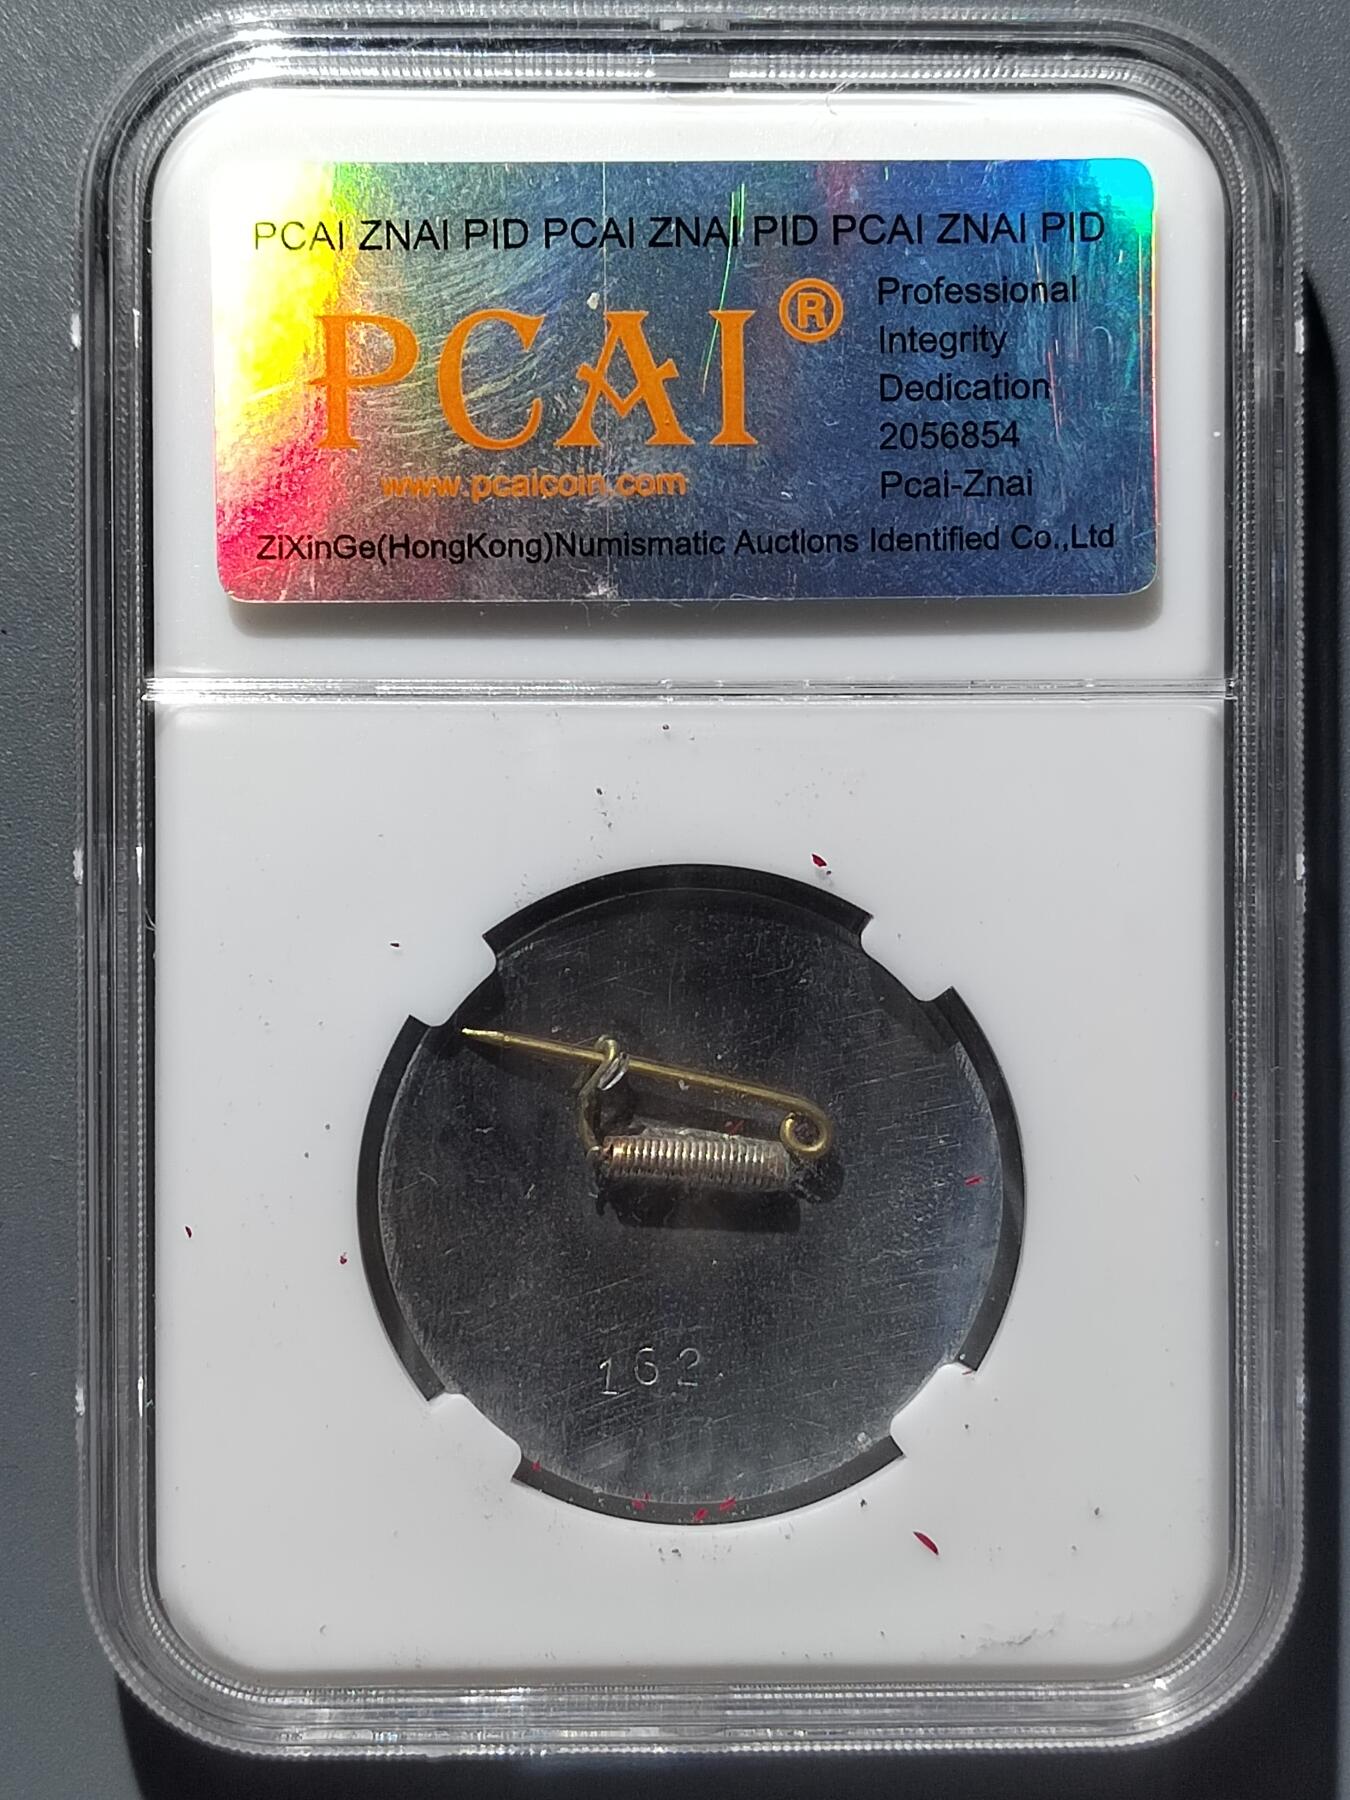 PCAI ZNAI PID PCAI ZNAI PID PCAI ZNAI PID
PCAI®
www.pcaicoin.com
Professional
Integrity
Dedication
2056854
Pcai-Znai
ZiXinGe(HongKong)Numismatic Auctions Identified Co.,Ltd
162